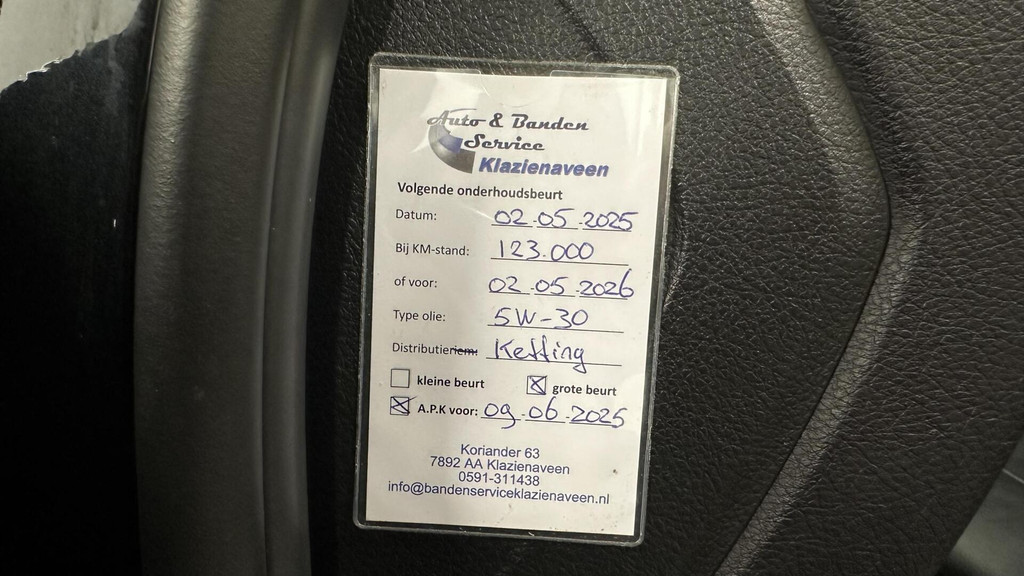 Auto & Banden
Service
Klazienaveen
Volgende onderhoudsbeurt
Datum: 02.05.2025
Bij KM-stand: 123.000
of voor: 02.05.2026
Type olie: 5W-30
Distributieriem Ketting
kleine beurt grote beurt
A.P.K voor: 09.06.2025
Koriander 63
7892 AA Klazienaveen
0591-311438
info@bandenserviceklazienaveen.nl